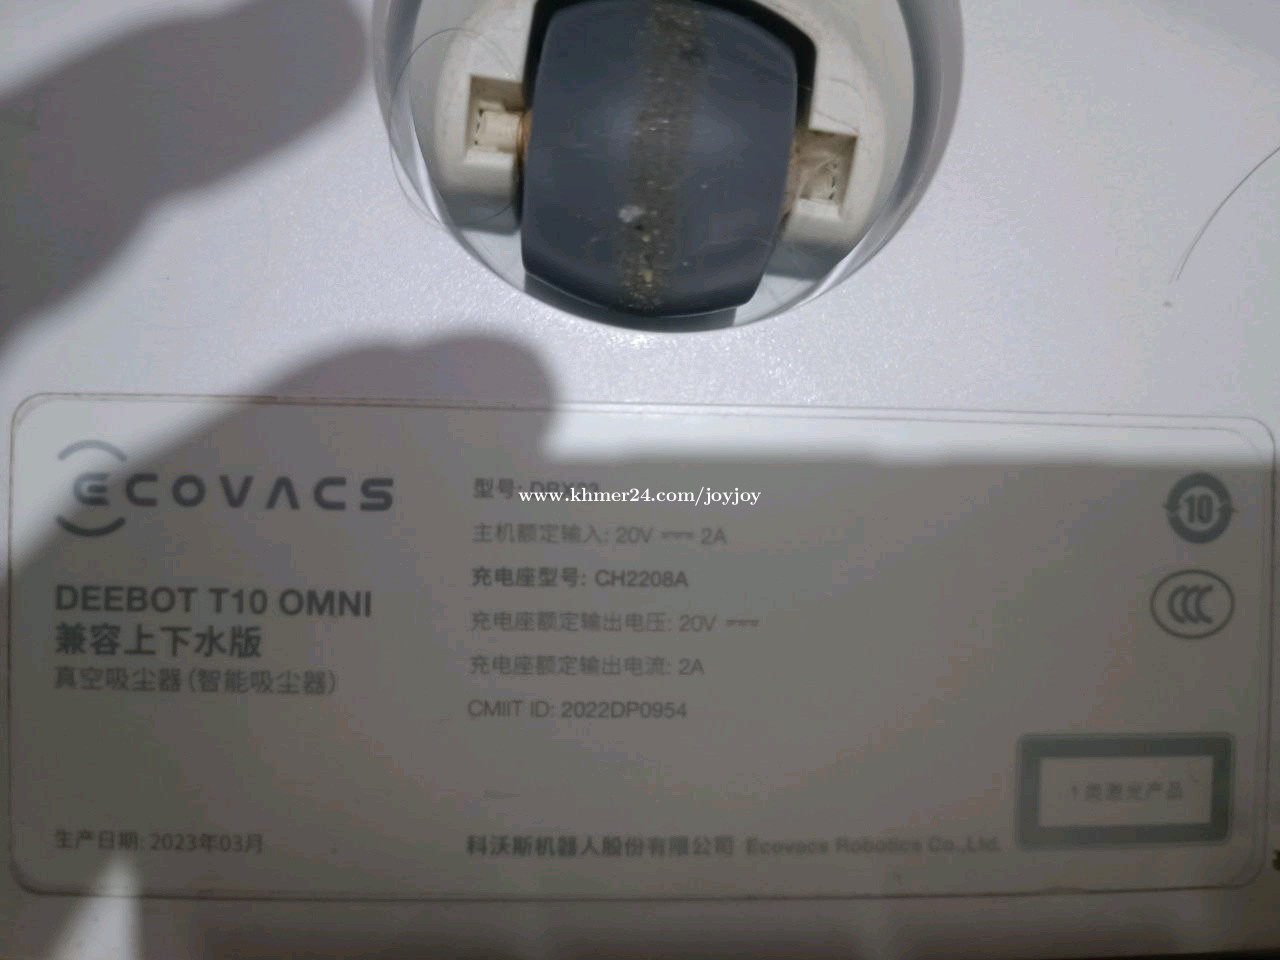 ECOVACS
DEEBOT T10 OMNI
兼容上下水版
真空吸尘器(智能吸尘器)
生产日期: 2023年03月
型号:
www.khmer24.com/joyjoy
主机额定输入: 20V ⎓ 2A
充电座型号: CH2208A
充电座额定输出电压: 20V ⎓
充电座额定输出电流: 2A
CMIIT ID: 2022DP0954
科沃斯机器人股份有限公司 Ecovacs Robotics Co.,Ltd.
10
CCC
1类激光产品